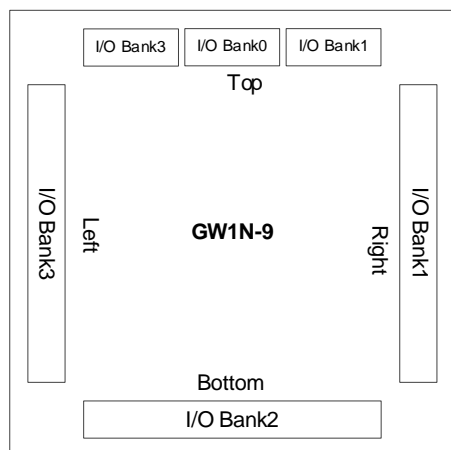 I/O Bank3
I/O Bank0
I/O Bank1
Top
I/O Bank3
Left
GW1N-9
Right
I/O Bank1
Bottom
I/O Bank2